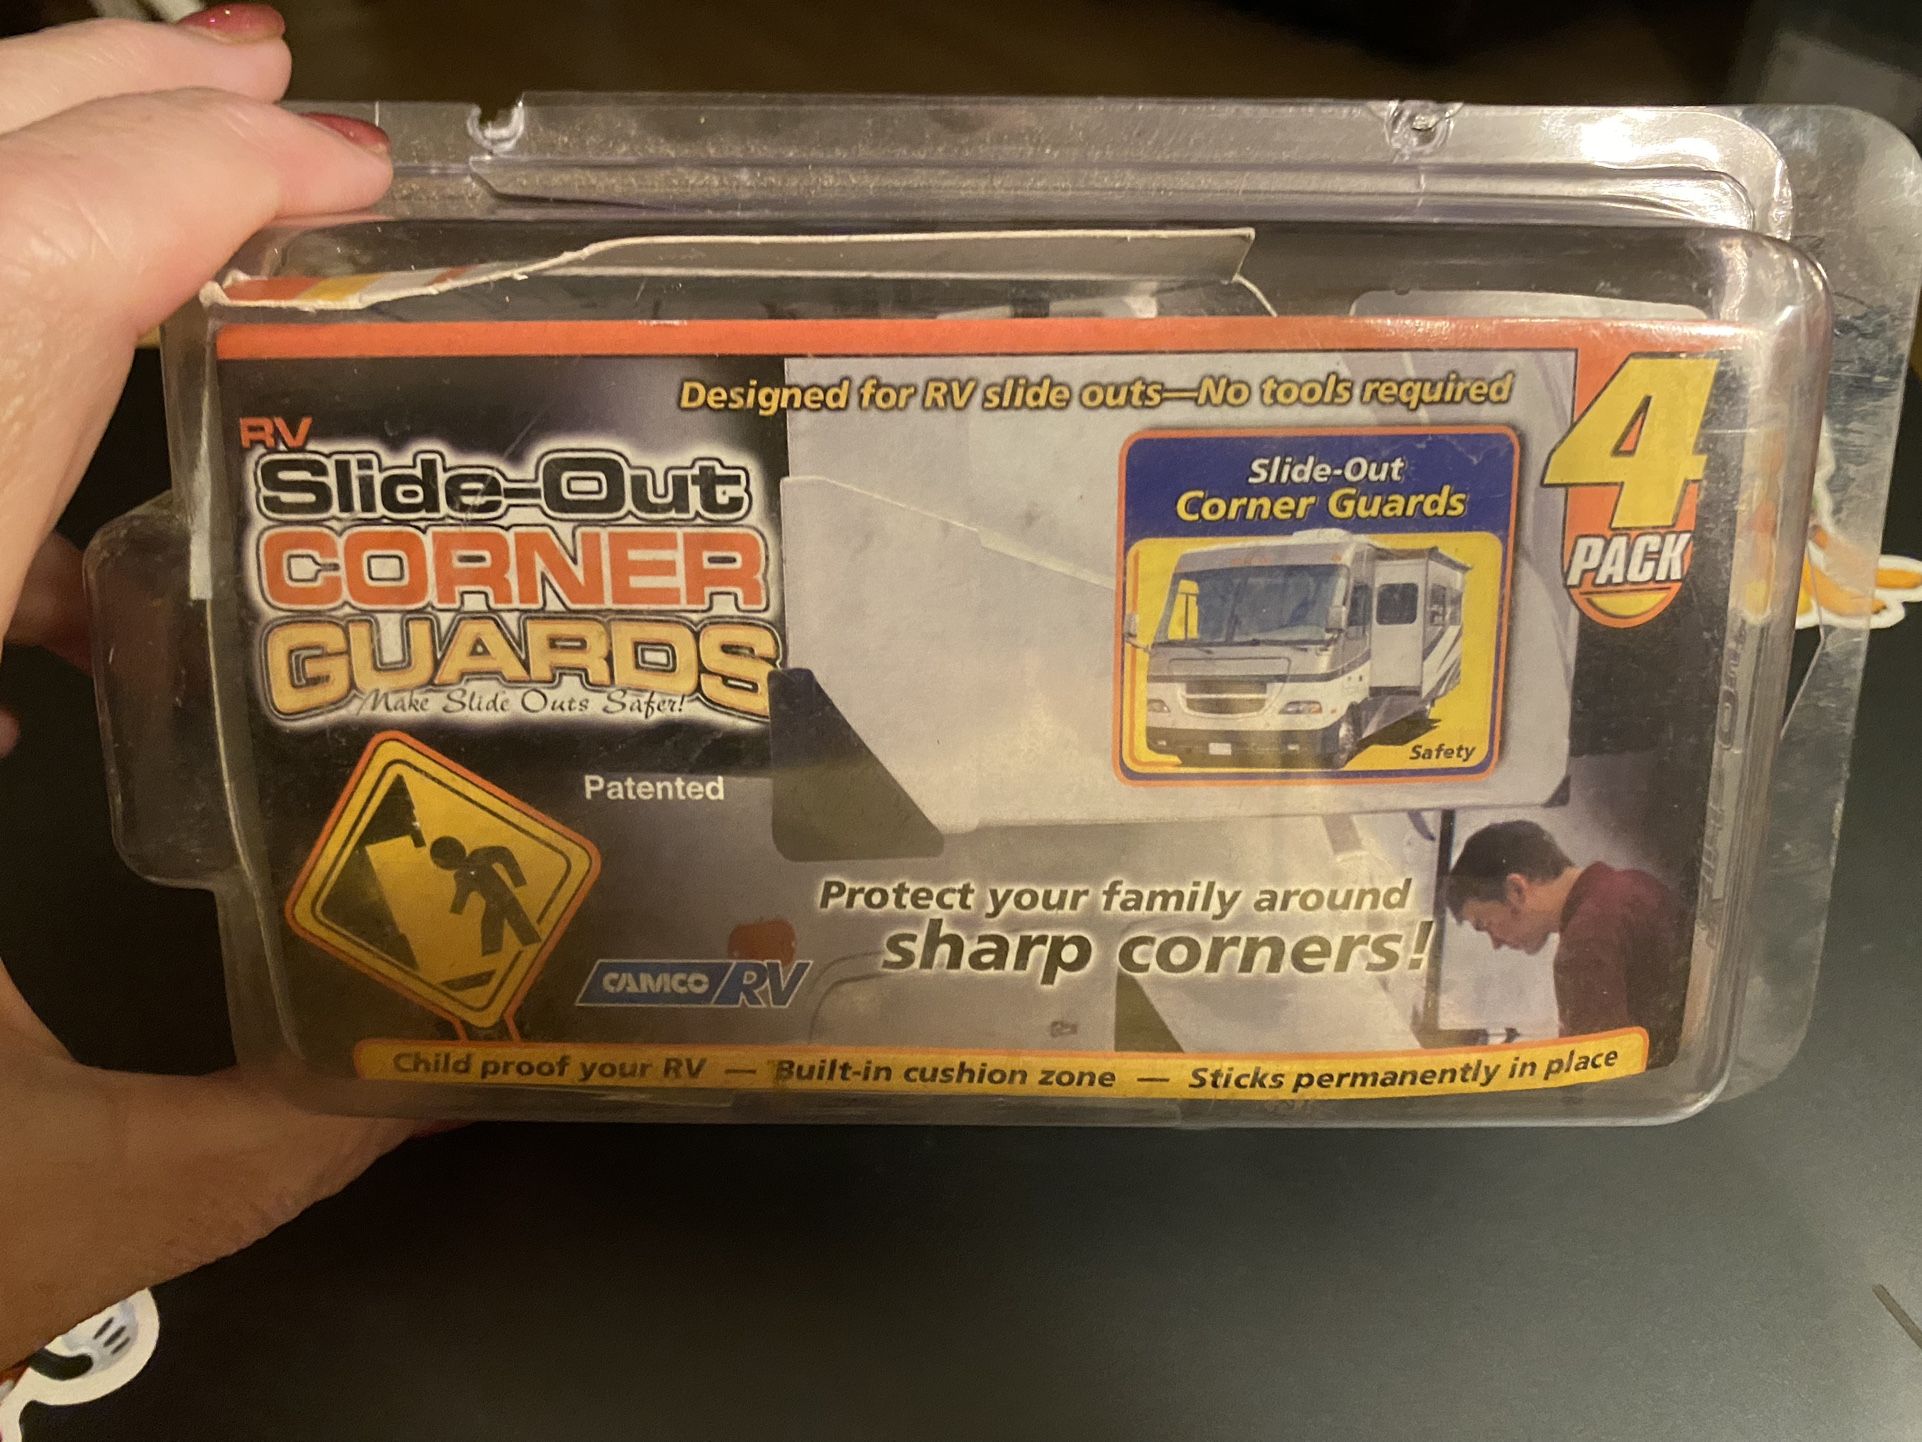 Designed for RV slide outs—No tools required
4
PACK
RV
Slide-Out
CORNER
GUARDS
Make Slide Outs Safer!
Slide-Out
Corner Guards
Safety
Patented
Protect your family around
sharp corners!
CAMCO RV
Child proof your RV — Built-in cushion zone — Sticks permanently in place